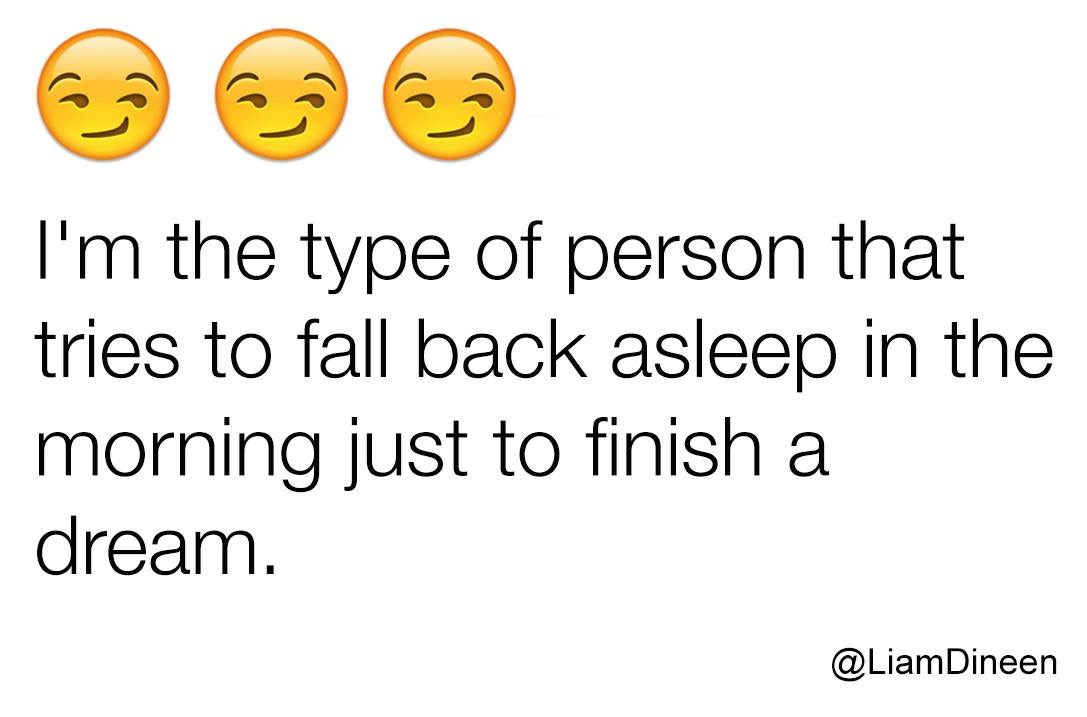 I'm the type of person that
tries to fall back asleep in the
morning just to finish a
dream.
@LiamDineen